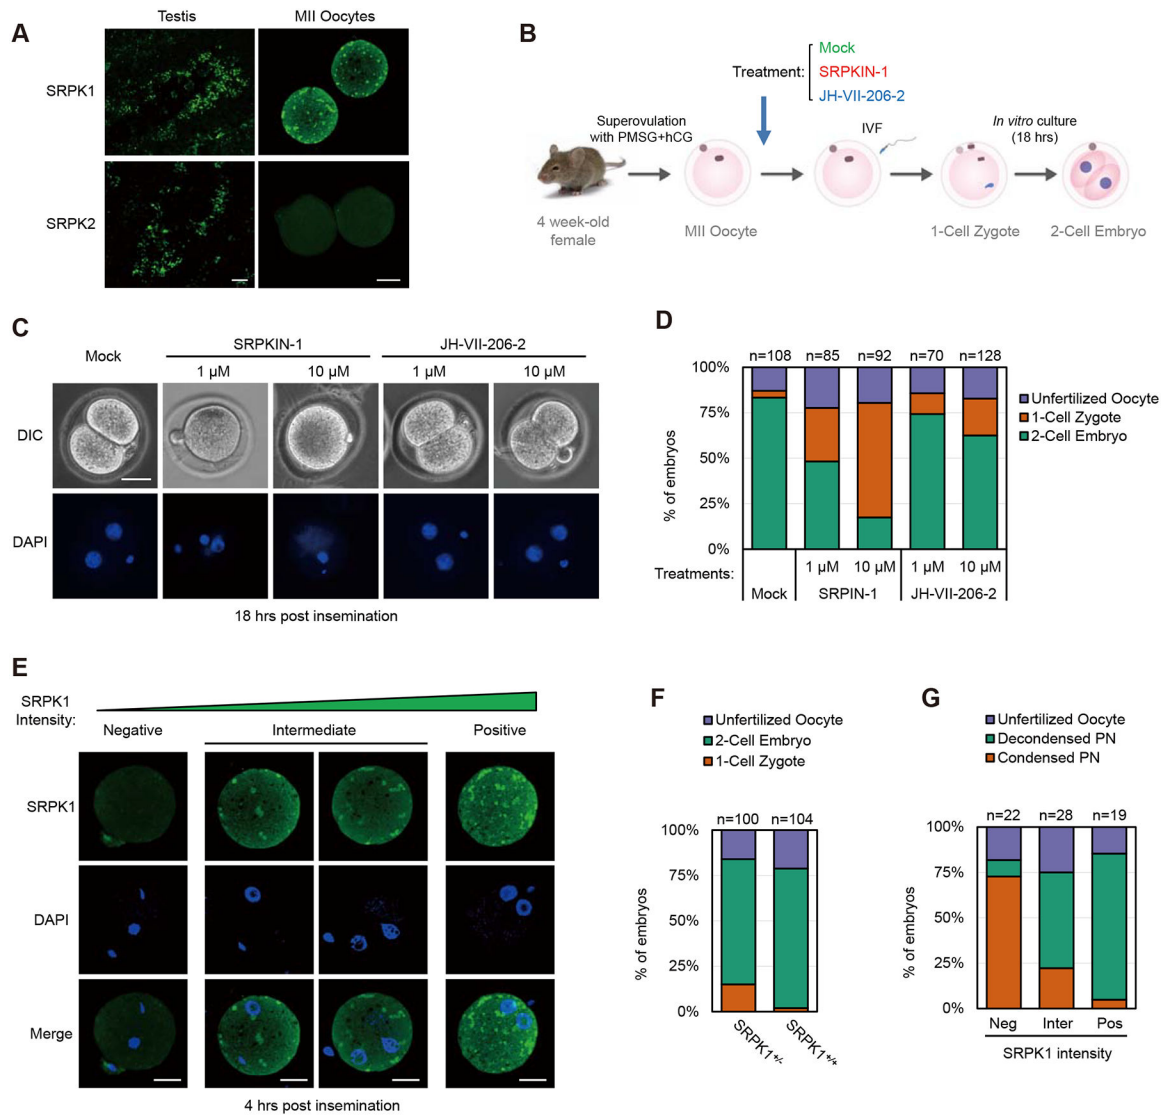 A
Testis
MII Oocytes
SRPK1
SRPK2
B
Mock
Treatment:
SRPKIN-1
JH-VII-206-2
Superovulation
with PMSG+hCG
IVF
In vitro culture
(18 hrs)
4 week-old
female
MII Oocyte
1-Cell Zygote
2-Cell Embryo
C
Mock
SRPKIN-1
JH-VII-206-2
1 µM
10 µM
1 µM
10 µM
DIC
DAPI
18 hrs post insemination
D
n=108
n=85
n=92
n=70
n=128
100%
75%
50%
25%
0%
% of embryos
Unfertilized Oocyte
1-Cell Zygote
2-Cell Embryo
Treatments:
1 µM
10 µM
1 µM
10 µM
Mock
SRPIN-1
JH-VII-206-2
E
SRPK1
Intensity:
Negative
Intermediate
Positive
SRPK1
DAPI
Merge
4 hrs post insemination
F
Unfertilized Oocyte
2-Cell Embryo
1-Cell Zygote
n=100
n=104
100%
75%
50%
25%
0%
% of embryos
SRPK1+/-
SRPK1+/+
G
Unfertilized Oocyte
Decondensed PN
Condensed PN
n=22
n=28
n=19
100%
75%
50%
25%
0%
% of embryos
Neg
Inter
Pos
SRPK1 intensity